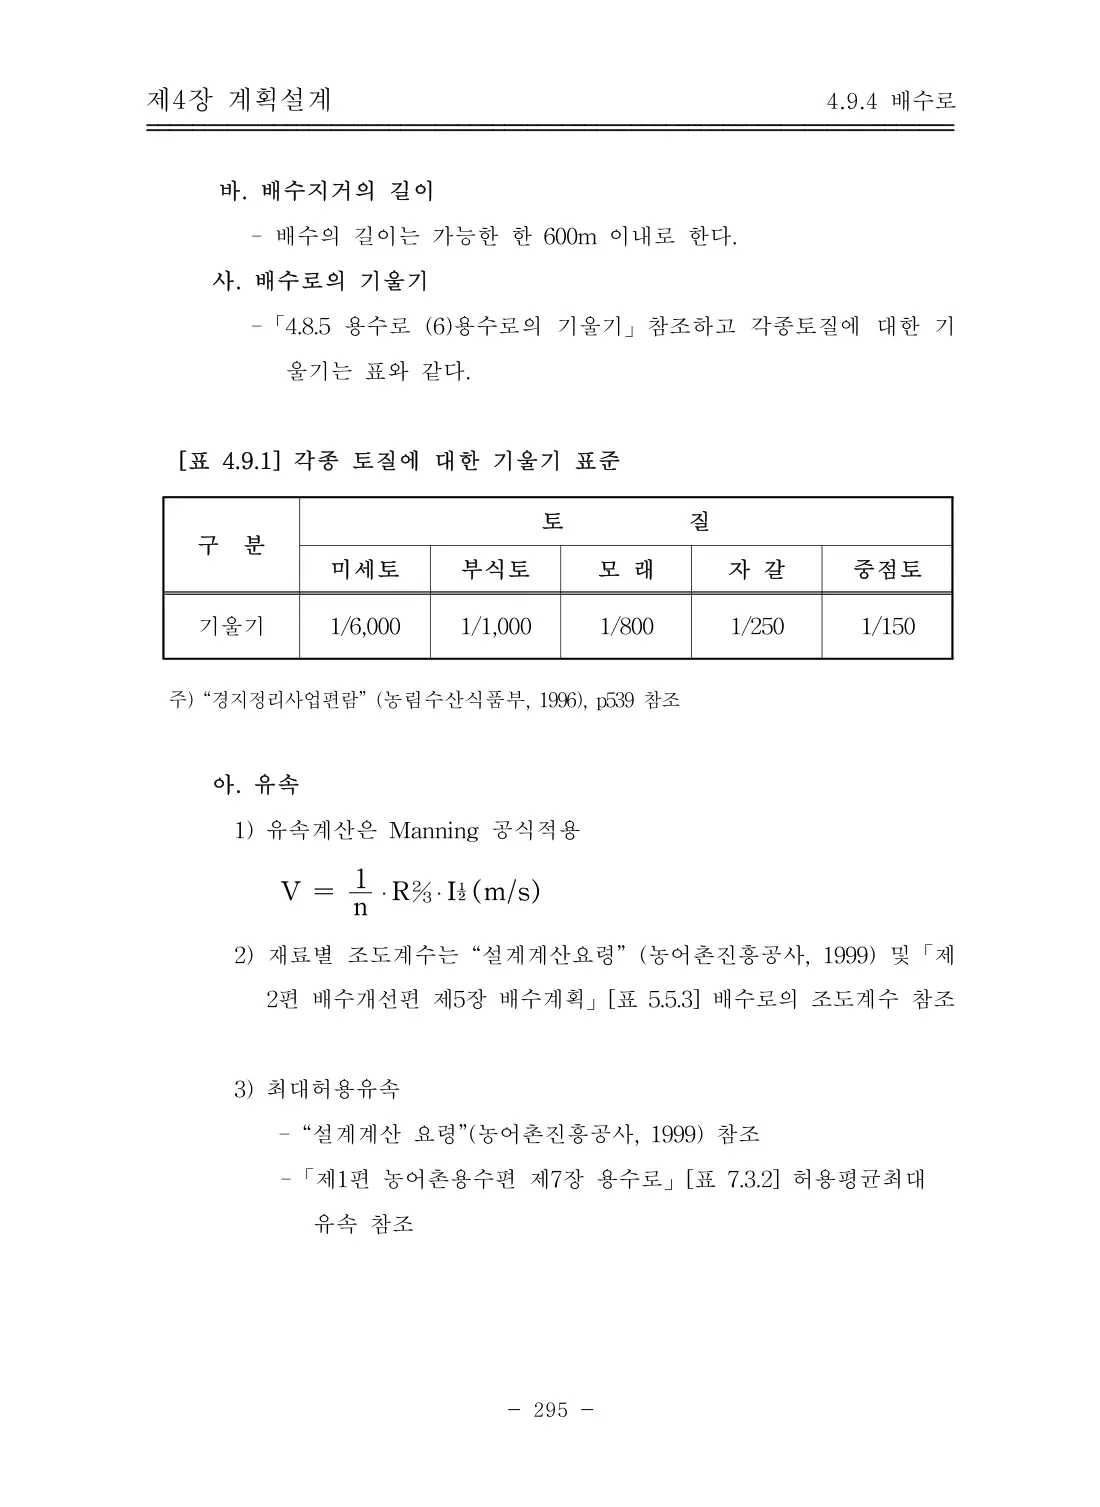 제4장 계획설계 4.9.4 배수로
바. 배수지거의 길이
- 배수의 길이는 가능한 한 600m 이내로 한다.
사. 배수로의 기울기
-「4.8.5 용수로 (6)용수로의 기울기」참조하고 각종토질에 대한 기
울기는 표와 같다.
[표 4.9.1] 각종 토질에 대한 기울기 표준
구 분 토 질
미세토 부식토 모 래 자 갈 중점토
기울기 1/6,000 1/1,000 1/800 1/250 1/150
주) “경지정리사업편람” (농림수산식품부, 1996), p539 참조
아. 유속
1) 유속계산은 Manning 공식적용
V = 1/n · R⅔ · I½ (m/s)
2) 재료별 조도계수는 “설계계산요령” (농어촌진흥공사, 1999) 및「제
2편 배수개선편 제5장 배수계획」[표 5.5.3] 배수로의 조도계수 참조
3) 최대허용유속
- “설계계산 요령”(농어촌진흥공사, 1999) 참조
-「제1편 농어촌용수편 제7장 용수로」[표 7.3.2] 허용평균최대
유속 참조
- 295 -